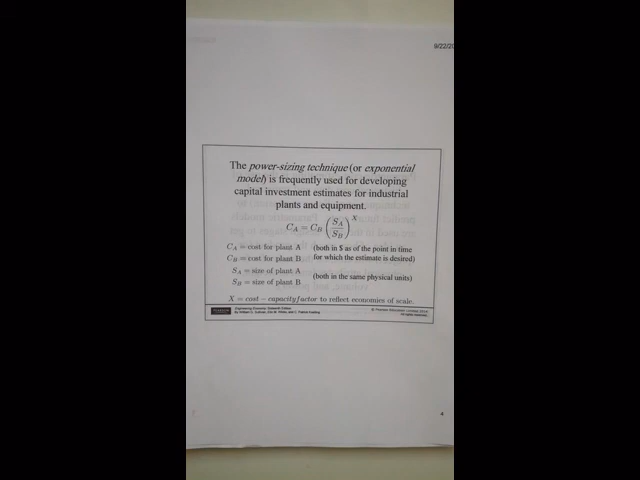 9/22/20
The power-sizing technique (or exponential
model) is frequently used for developing
capital investment estimates for industrial
plants and equipment.
C_A = C_B (S_A/S_B)^X
C_A = cost for plant A (both in $ as of the point in time
C_B = cost for plant B for which the estimate is desired)
S_A = size of plant A
(both in the same physical units)
S_B = size of plant B
X = cost − capacity factor to reflect economies of scale.
PEARSON
4